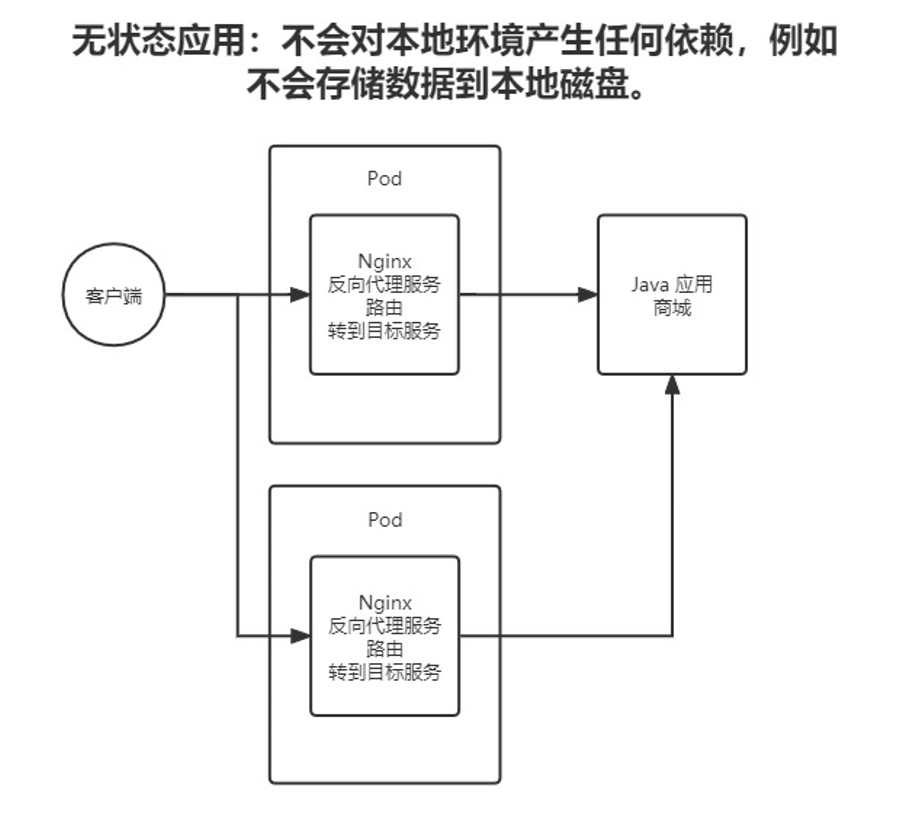 无状态应用：不会对本地环境产生任何依赖，例如
不会存储数据到本地磁盘。
Pod
Nginx
反向代理服务
路由
转到目标服务
客户端
Java 应用
商城
Pod
Nginx
反向代理服务
路由
转到目标服务